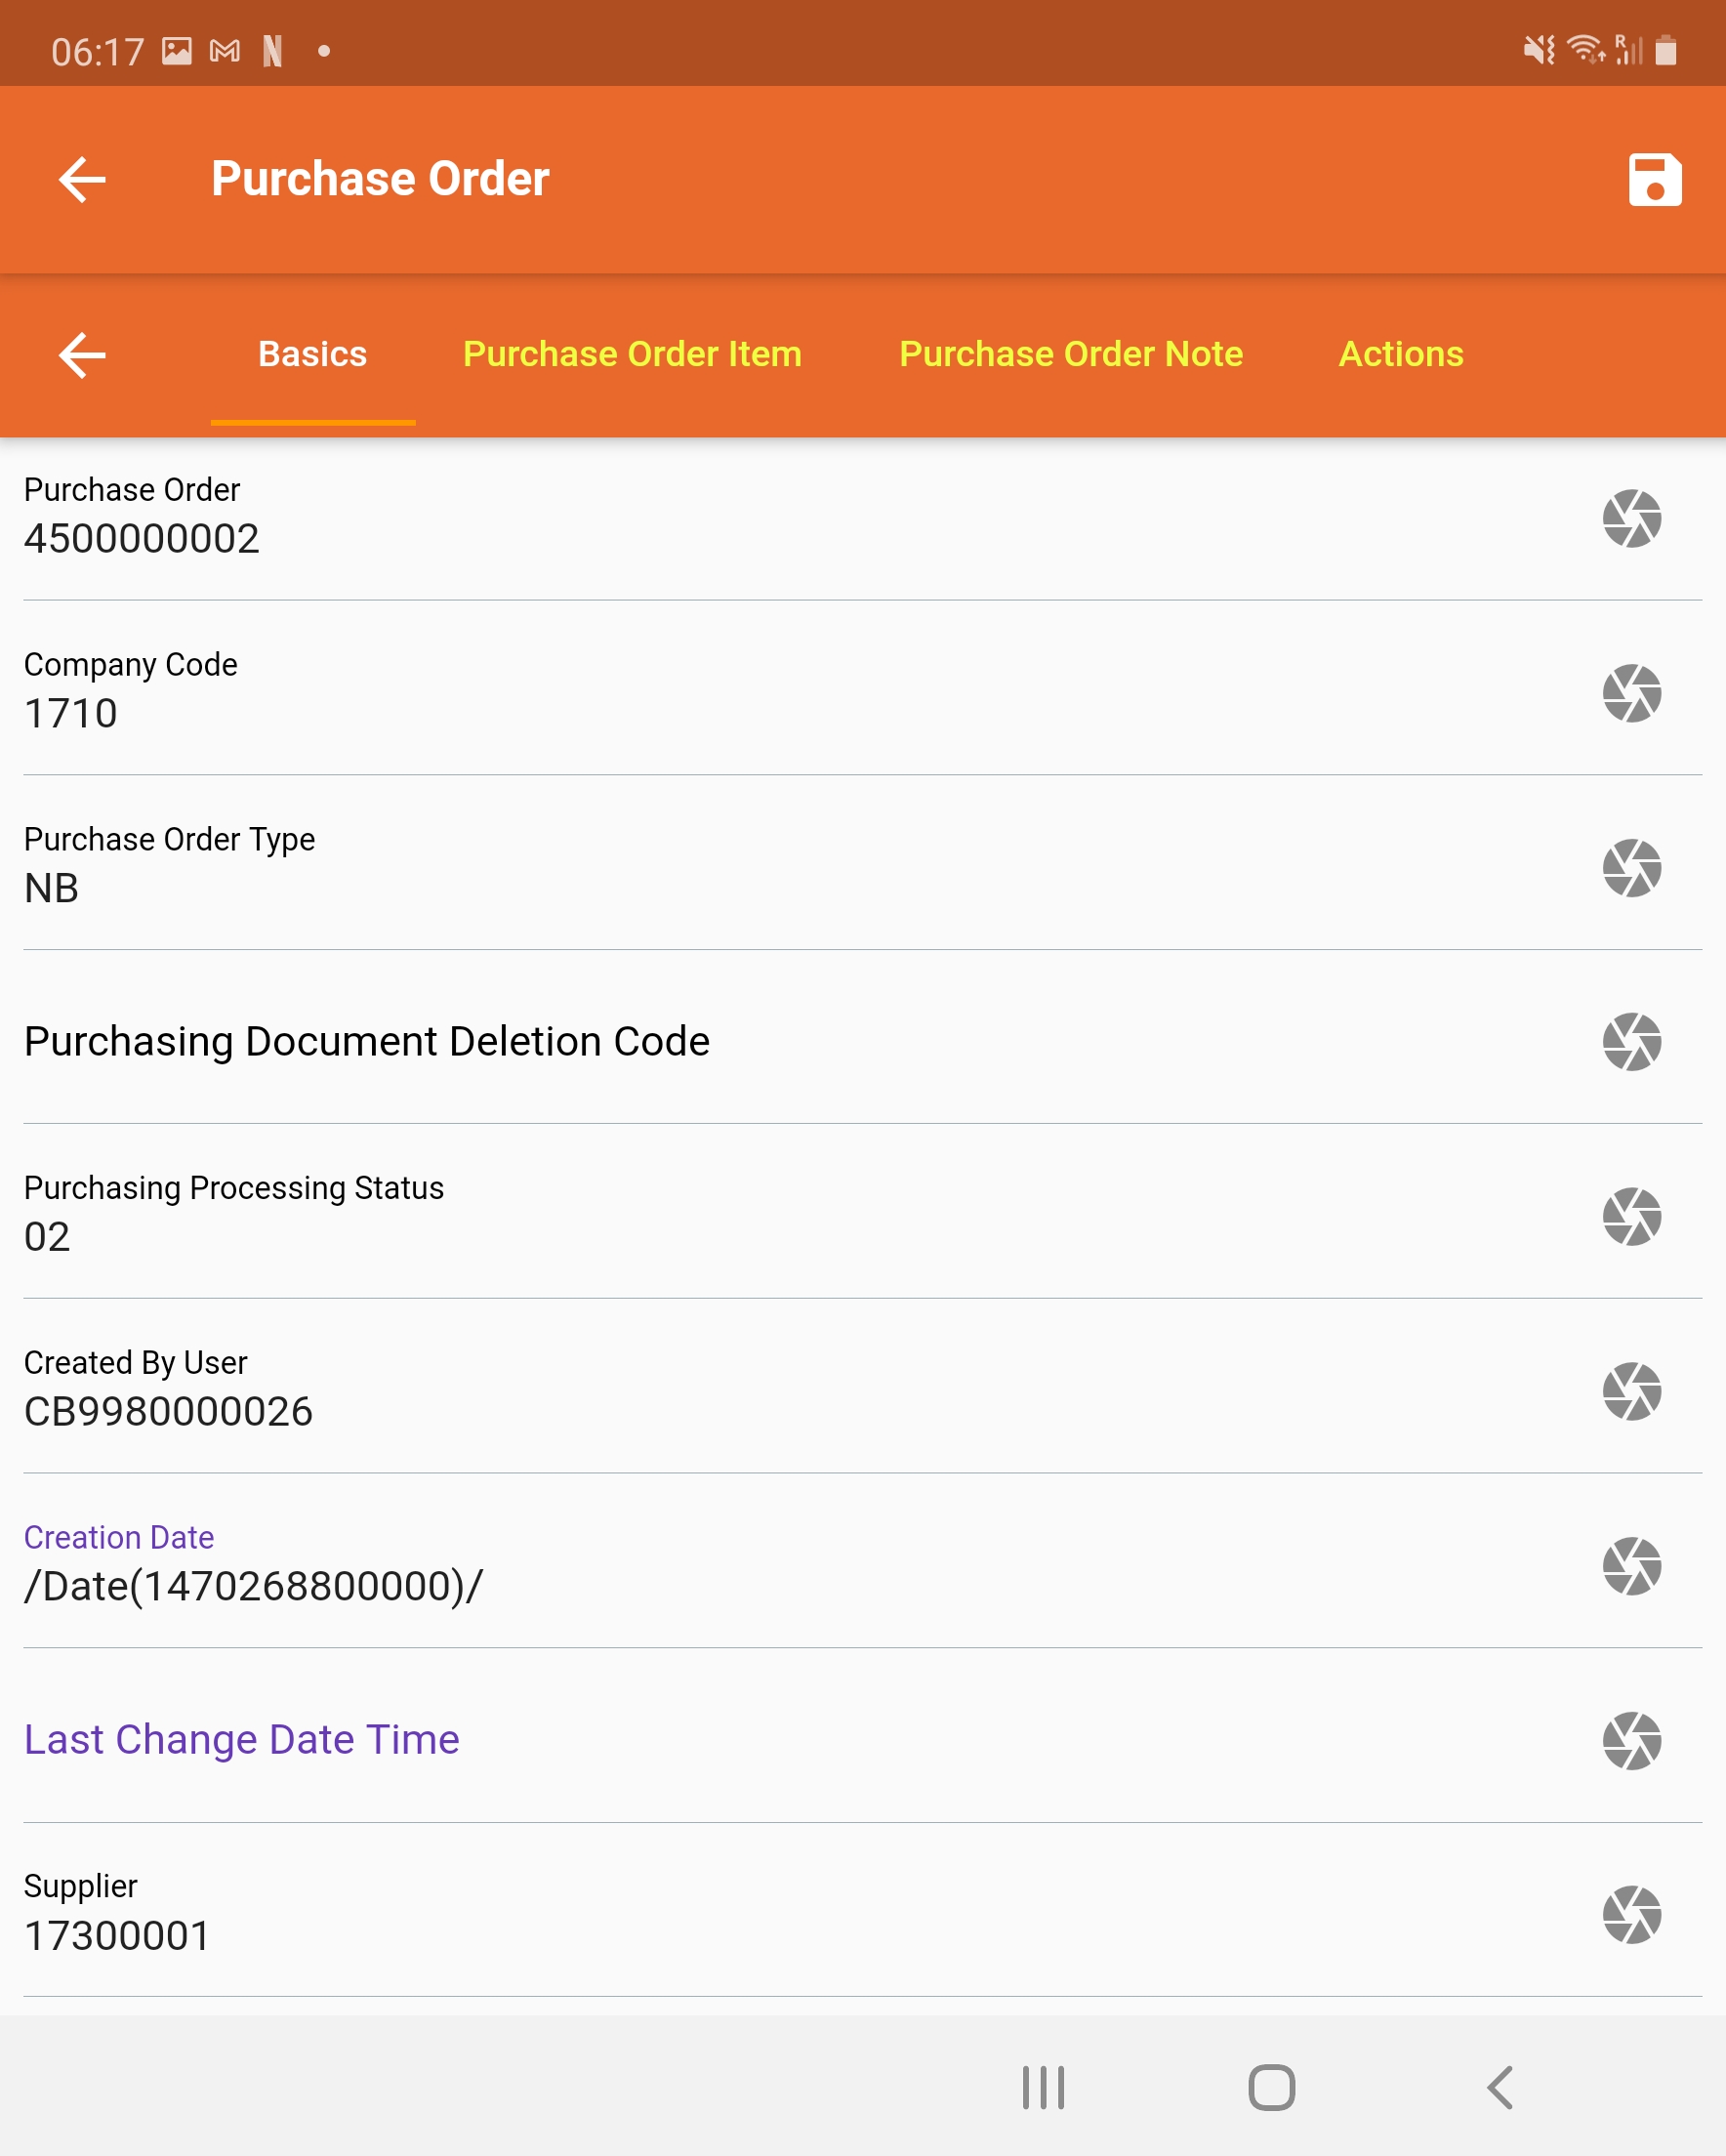 06:17
Purchase Order
Basics Purchase Order Item Purchase Order Note Actions
Purchase Order
4500000002
Company Code
1710
Purchase Order Type
NB
Purchasing Document Deletion Code
Purchasing Processing Status
02
Created By User
CB9980000026
Creation Date
/Date(1470268800000)/
Last Change Date Time
Supplier
17300001